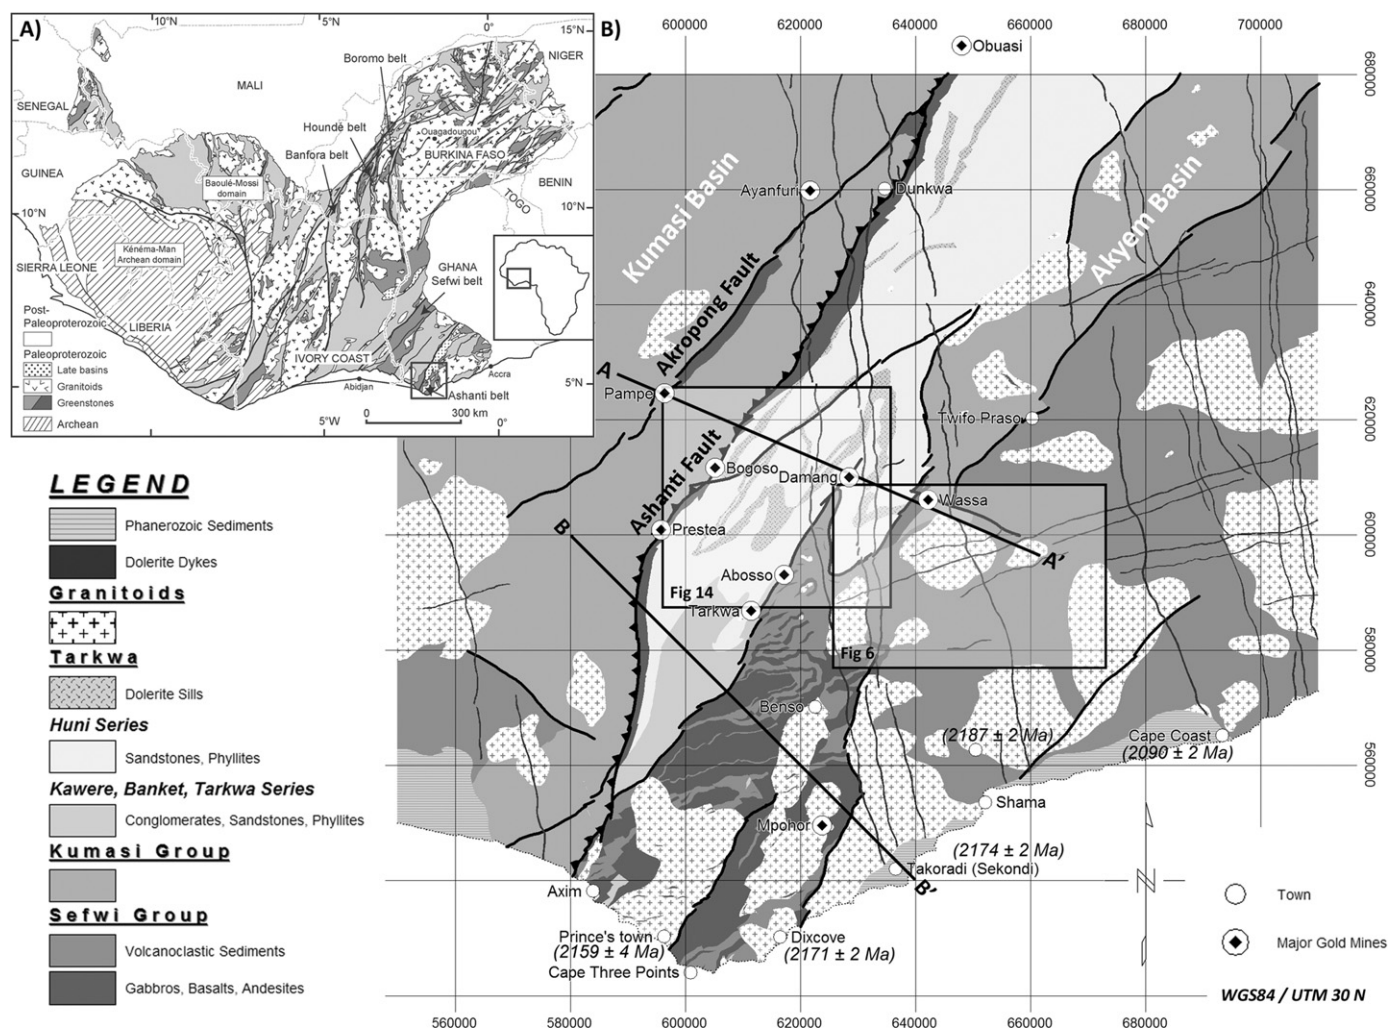 A)
10°N
5°N
0°
15°N
Boromo belt
NIGER
MALI
SENEGAL
Houndé belt
Ouagadougou
Banfora belt
BURKINA FASO
GUINEA
BENIN
Baoulé-Mossi
domain
TOGO
10°N
10°N
Kénéma-Man
Archean domain
GHANA
SIERRA LEONE
Sefwi belt
Post-
Paleoproterozoic
LIBERIA
Paleoproterozoic
IVORY COAST
Late basins
Accra
Granitoids
Abidjan
5°N
Greenstones
Ashanti belt
Archean
5°W
0
300 km
0°
LEGEND
Phanerozoic Sediments
Dolerite Dykes
Granitoids
Tarkwa
Dolerite Sills
Huni Series
Sandstones, Phyllites
Kawere, Banket, Tarkwa Series
Conglomerates, Sandstones, Phyllites
Kumasi Group
Sefwi Group
Volcanoclastic Sediments
Gabbros, Basalts, Andesites
B)
600000
620000
640000
660000
680000
700000
Obuasi
680000
Kumasi Basin
Akyem Basin
Ayanfuri
Dunkwa
660000
Akropong Fault
640000
A
Pampe
Twifo Praso
620000
Ashanti Fault
Bogoso
Damang
Wassa
B
Prestea
600000
A'
Abosso
Fig 14
Tarkwa
Fig 6
580000
Benso
(2187 ± 2 Ma)
Cape Coast
(2090 ± 2 Ma)
560000
Shama
Mpohor
(2174 ± 2 Ma)
Takoradi (Sekondi)
B'
Axim
N
Town
Prince's town
(2159 ± 4 Ma)
Dixcove
(2171 ± 2 Ma)
Major Gold Mines
Cape Three Points
WGS84 / UTM 30 N
560000
580000
600000
620000
640000
660000
680000